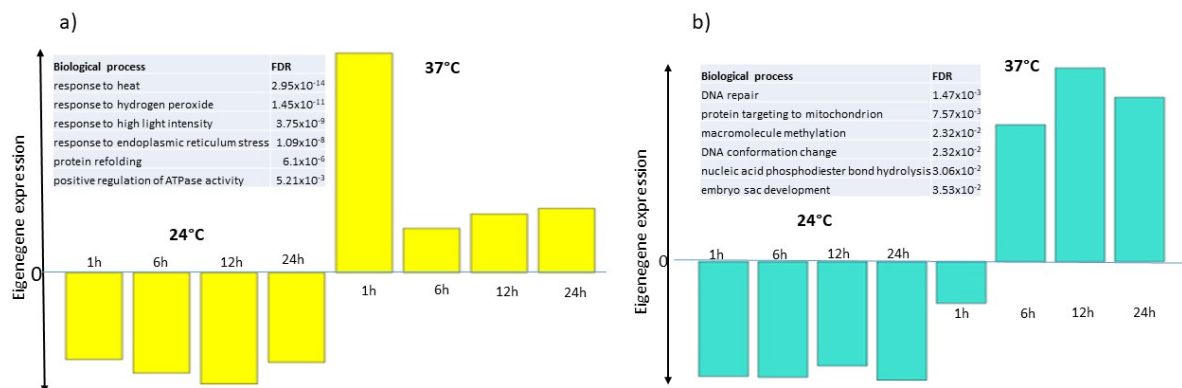 a)
Biological process FDR
response to heat 2.95x10⁻¹⁴
response to hydrogen peroxide 1.45x10⁻¹¹
response to high light intensity 3.75x10⁻⁹
response to endoplasmic reticulum stress 1.09x10⁻⁸
protein refolding 6.1x10⁻⁶
positive regulation of ATPase activity 5.21x10⁻³
37°C
24°C
1h 6h 12h 24h
0
1h 6h 12h 24h
Eigenegene expression
b)
37°C
Biological process FDR
DNA repair 1.47x10⁻³
protein targeting to mitochondrion 7.57x10⁻³
macromolecule methylation 2.32x10⁻²
DNA conformation change 2.32x10⁻²
nucleic acid phosphodiester bond hydrolysis 3.06x10⁻²
embryo sac development 3.53x10⁻²
24°C
1h 6h 12h 24h
0
1h 6h 12h 24h
Eigenegene expression